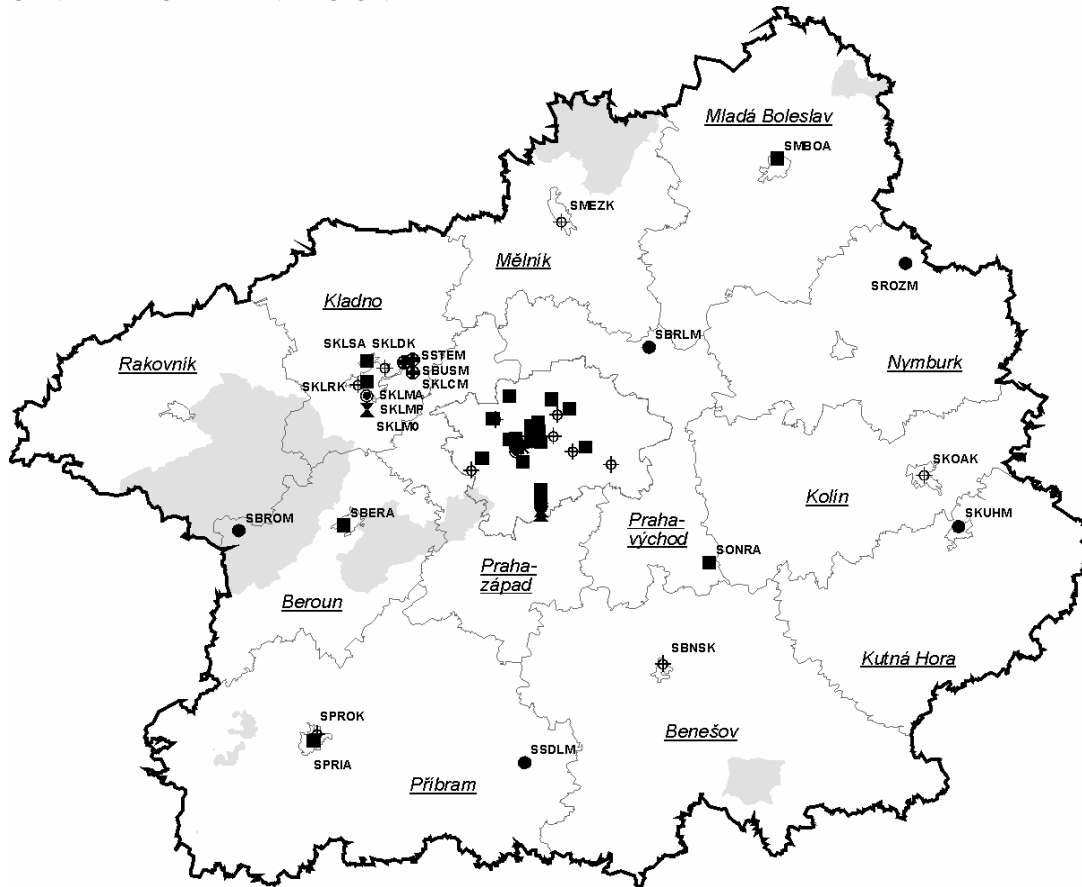 Mladá Boleslav
SMBOA
SMEZK
Mělník
SROZM
Kladno
SBRLM
SKLSA SKLDK
SSTEM
Rakovník
Nymburk
SBUSM
SKLRK
SKLCM
SKLMA
SKLMP
SKLM0
SKOAK
Kolín
SBERA
SBROM
Praha-
východ
SKUHM
SONRA
Praha-
západ
Beroun
SBNSK
Kutná Hora
SPROK
Benešov
SSDLM
SPRIA
Příbram